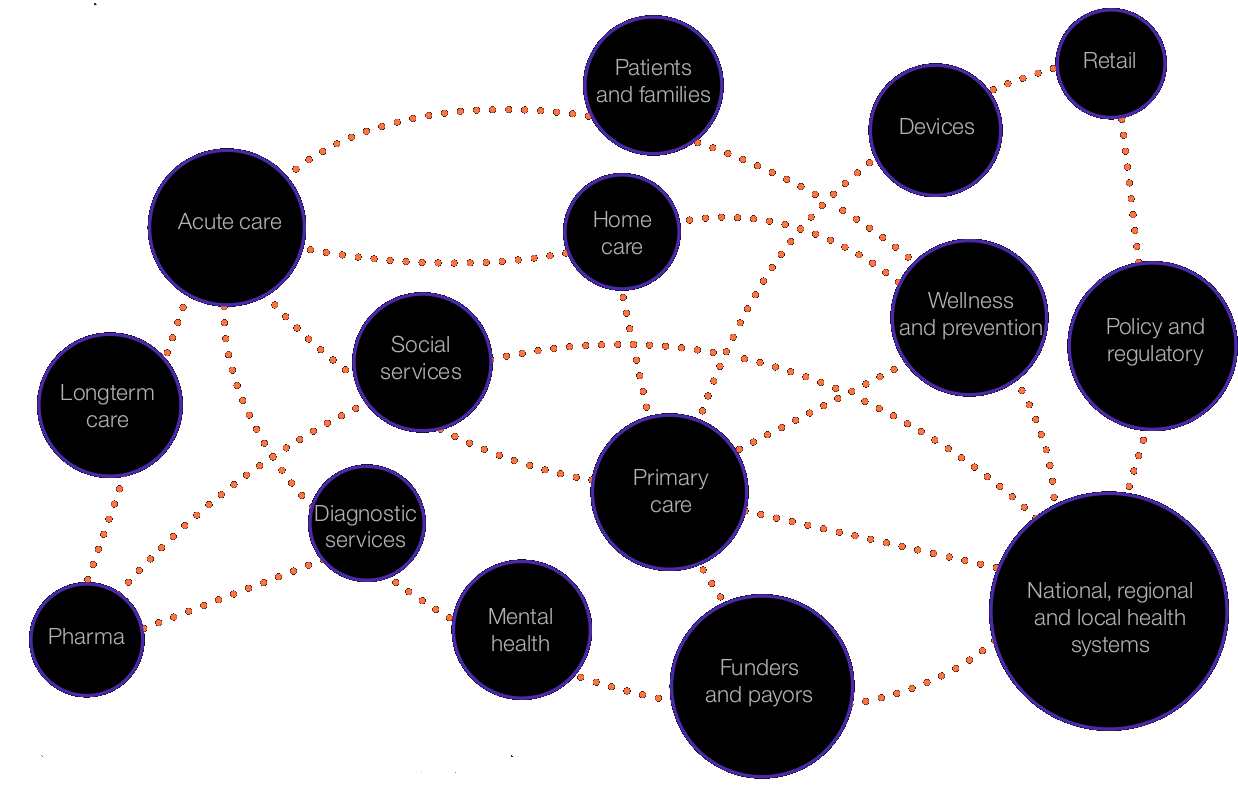 Retail
Patients
and families
Devices
Acute care
Home
care
Wellness
and prevention
Policy and
regulatory
Social
services
Longterm
care
Primary
care
Diagnostic
services
National, regional
and local health
systems
Mental
health
Pharma
Funders
and payors